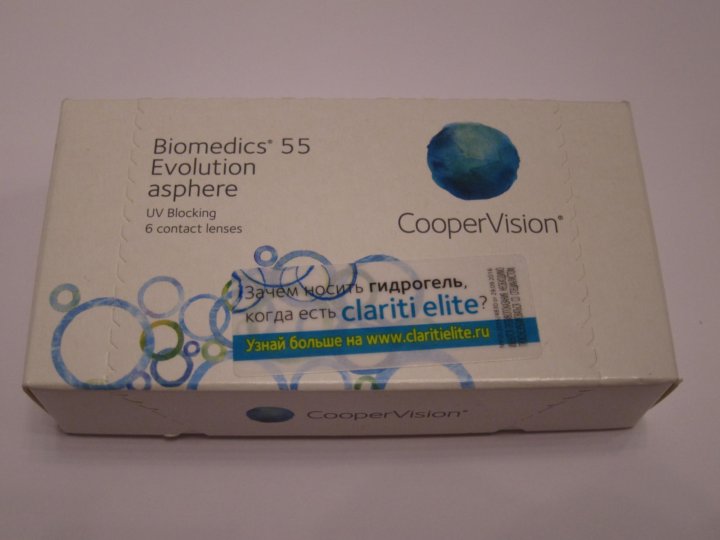 Biomedics® 55
Evolution
asphere
UV Blocking
6 contact lenses
CooperVision®
Зачем носить гидрогель,
когда есть clariti elite?
Узнай больше на www.claritielite.ru
CooperVision®